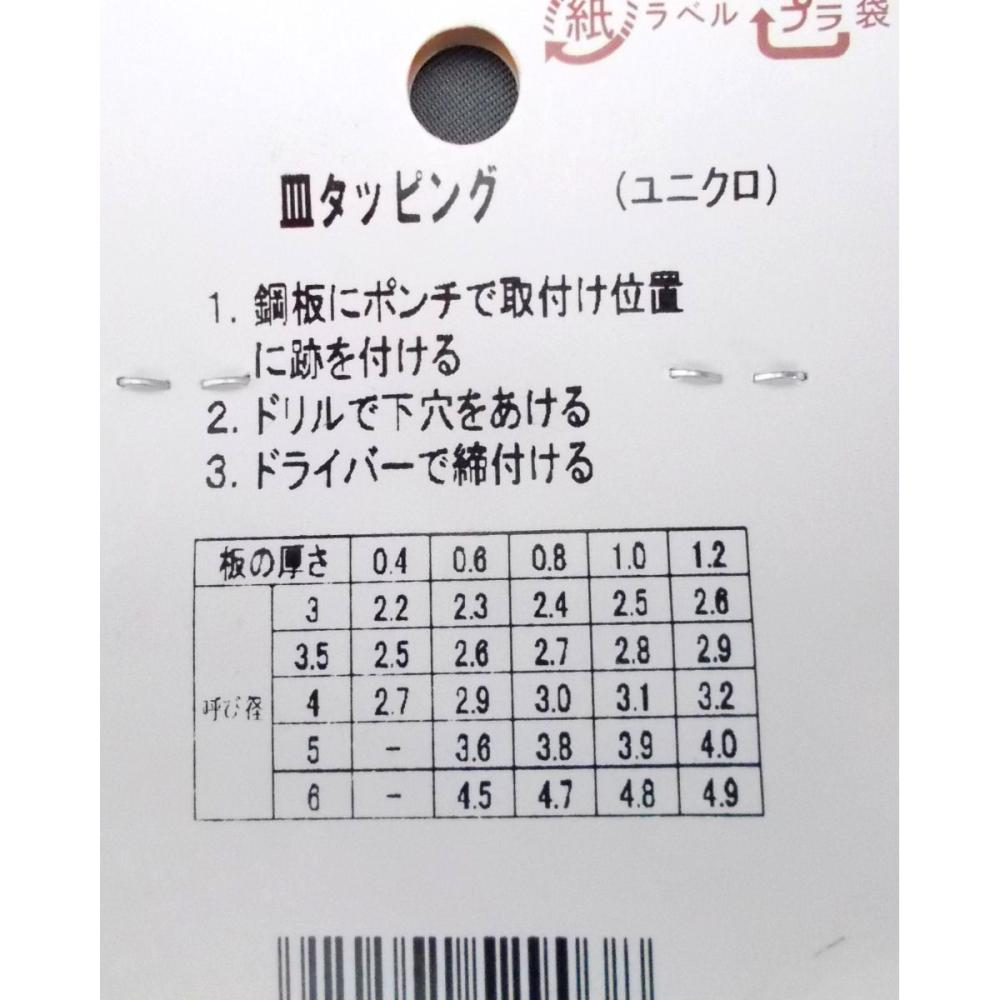 紙 ラベル プラ 袋
皿タッピング (ユニクロ)
1. 鋼板にポンチで取付け位置
に跡を付ける
2. ドリルで下穴をあける
3. ドライバーで締付ける
板の厚さ 0.4 0.6 0.8 1.0 1.2
3 2.2 2.3 2.4 2.5 2.6
3.5 2.5 2.6 2.7 2.8 2.9
呼び径 4 2.7 2.9 3.0 3.1 3.2
5 - 3.6 3.8 3.9 4.0
6 - 4.5 4.7 4.8 4.9